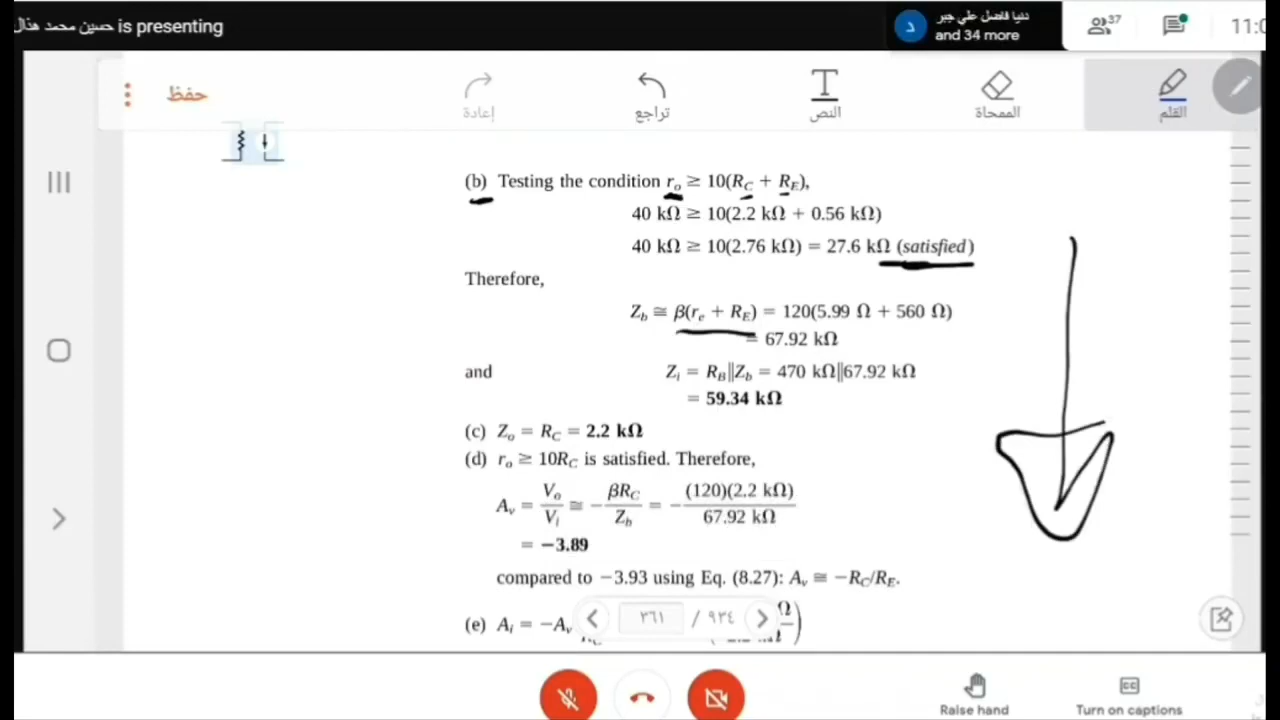 حسين محمد هذال is presenting
دنيا فاضل علي جبر
and 34 more
37
د
حفظ
إعادة
تراجع
النص
الممحاة
القلم
(b) Testing the condition rₒ ≥ 10(R_C + R_E),
40 kΩ ≥ 10(2.2 kΩ + 0.56 kΩ)
40 kΩ ≥ 10(2.76 kΩ) = 27.6 kΩ (satisfied)
Therefore,
Z_b ≅ β(r_e + R_E) = 120(5.99 Ω + 560 Ω)
= 67.92 kΩ
and Z_i = R_B‖Z_b = 470 kΩ‖67.92 kΩ
= 59.34 kΩ
(c) Z_o = R_C = 2.2 kΩ
(d) r_o ≥ 10R_C is satisfied. Therefore,
A_v = V_o/V_i ≅ −βR_C/Z_b = −(120)(2.2 kΩ)/67.92 kΩ
= −3.89
compared to −3.93 using Eq. (8.27): A_v ≅ −R_C/R_E.
(e) A_i = −A_v
٣٦١ / ٩٣٤
Raise hand
Turn on captions